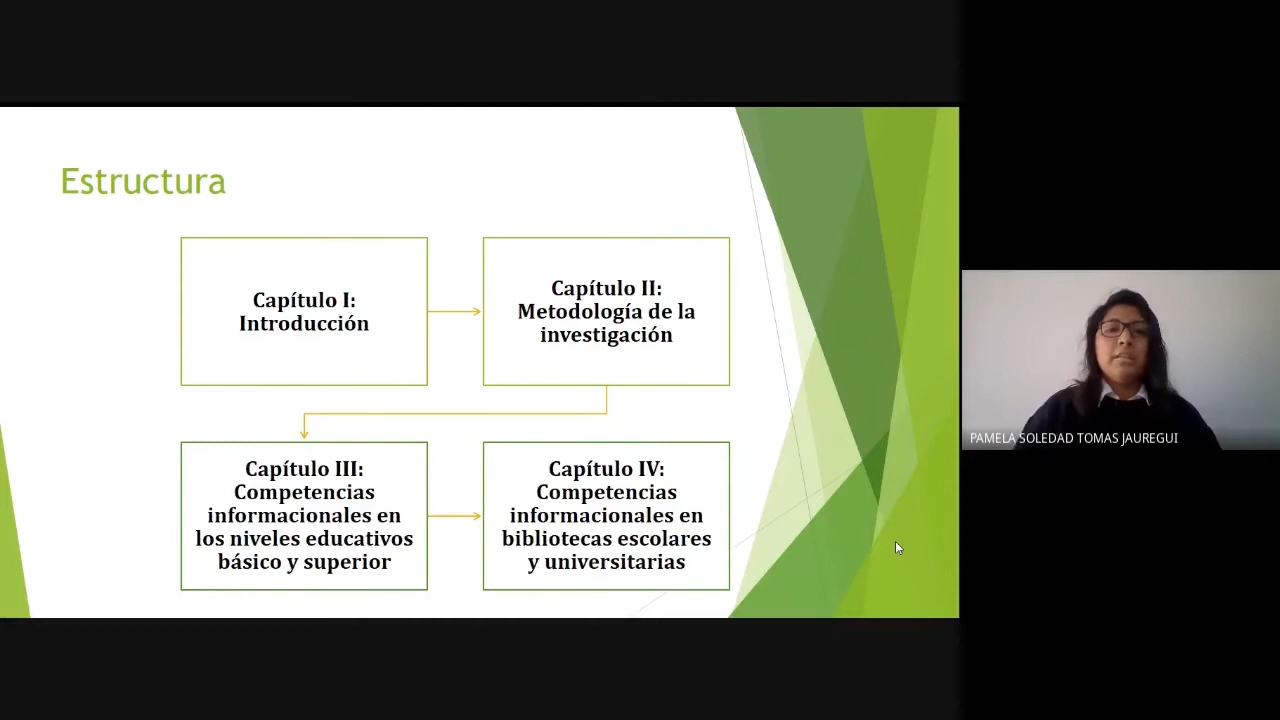 Estructura
Capítulo I:
Introducción
Capítulo II:
Metodología de la
investigación
Capítulo III:
Competencias
informacionales en
los niveles educativos
básico y superior
Capítulo IV:
Competencias
informacionales en
bibliotecas escolares
y universitarias
PAMELA SOLEDAD TOMAS JAUREGUI